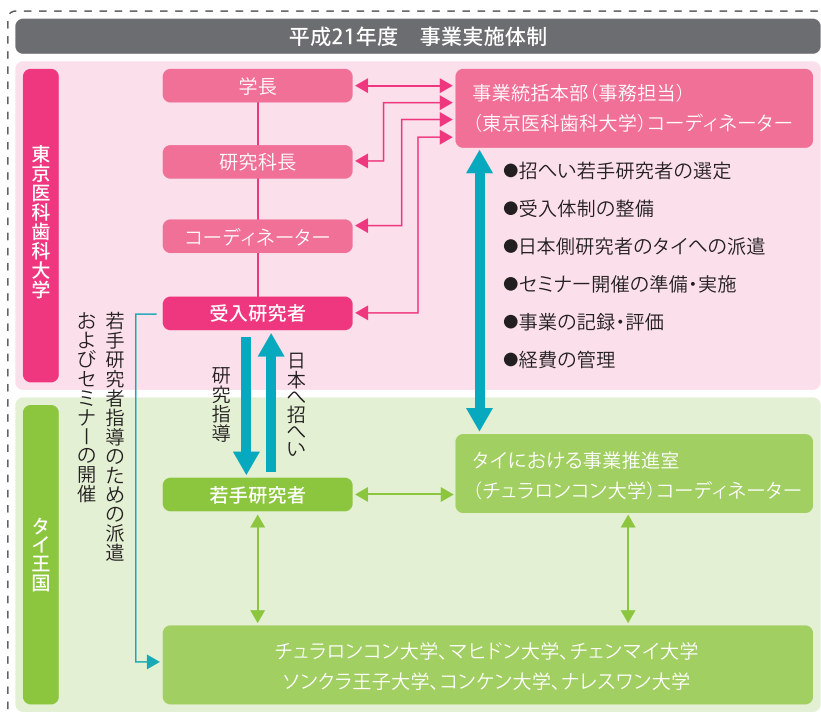 平成21年度　事業実施体制
東京医科歯科大学
学長
研究科長
コーディネーター
受入研究者
事業統括本部（事務担当）
（東京医科歯科大学）コーディネーター
●招へい若手研究者の選定
●受入体制の整備
●日本側研究者のタイへの派遣
●セミナー開催の準備・実施
●事業の記録・評価
●経費の管理
若手研究者指導のための派遣
およびセミナーの開催
研究指導
日本へ招へい
タイ王国
若手研究者
タイにおける事業推進室
（チュラロンコン大学）コーディネーター
チュラロンコン大学、マヒドン大学、チェンマイ大学
ソンクラ王子大学、コンケン大学、ナレスワン大学